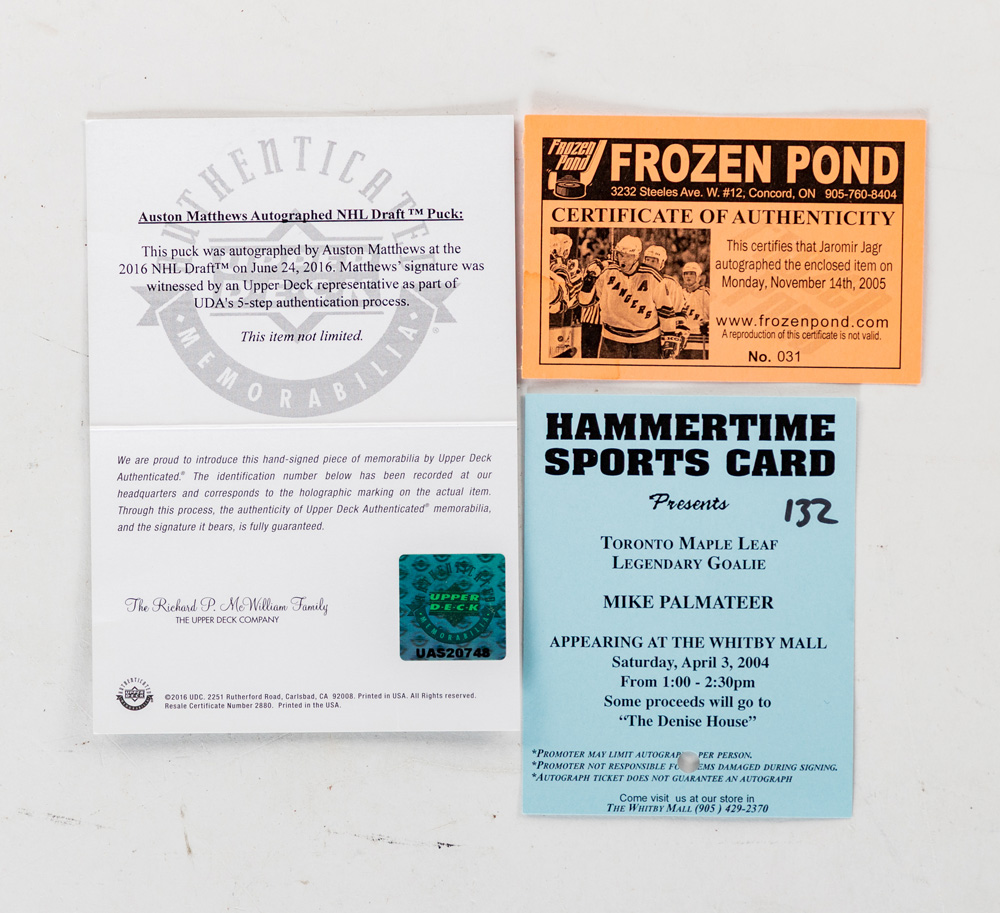 AUTHENTICATED
Auston Matthews Autographed NHL Draft ™ Puck:
This puck was autographed by Auston Matthews at the
2016 NHL Draft™ on June 24, 2016. Matthews’ signature was
witnessed by an Upper Deck representative as part of
UDA's 5-step authentication process.
This item not limited.
MEMORABILIA
We are proud to introduce this hand-signed piece of memorabilia by Upper Deck
Authenticated.® The identification number below has been recorded at our
headquarters and corresponds to the holographic marking on the actual item.
Through this process, the authenticity of Upper Deck Authenticated® memorabilia,
and the signature it bears, is fully guaranteed.
The Richard P. McWilliam Family
THE UPPER DECK COMPANY
UPPER
D·E·C·K
MEMORABILIA
UAS20748
©2016 UDC. 2251 Rutherford Road, Carlsbad, CA 92008. Printed in USA. All Rights reserved.
Resale Certificate Number 2880. Printed in the USA.
Frozen
Pond
FROZEN POND
3232 Steeles Ave. W. #12, Concord, ON 905-760-8404
CERTIFICATE OF AUTHENTICITY
This certifies that Jaromir Jagr
autographed the enclosed item on
Monday, November 14th, 2005
RANGERS
A
www.frozenpond.com
A reproduction of this certificate is not valid.
No. 031
HAMMERTIME
SPORTS CARD
Presents
132
TORONTO MAPLE LEAF
LEGENDARY GOALIE
MIKE PALMATEER
APPEARING AT THE WHITBY MALL
Saturday, April 3, 2004
From 1:00 - 2:30pm
Some proceeds will go to
“The Denise House”
*PROMOTER MAY LIMIT AUTOGRAP PER PERSON.
*PROMOTER NOT RESPONSIBLE FO EMS DAMAGED DURING SIGNING.
*AUTOGRAPH TICKET DOES NOT GUARANTEE AN AUTOGRAPH
Come visit us at our store in
THE WHITBY MALL (905 ) 429-2370